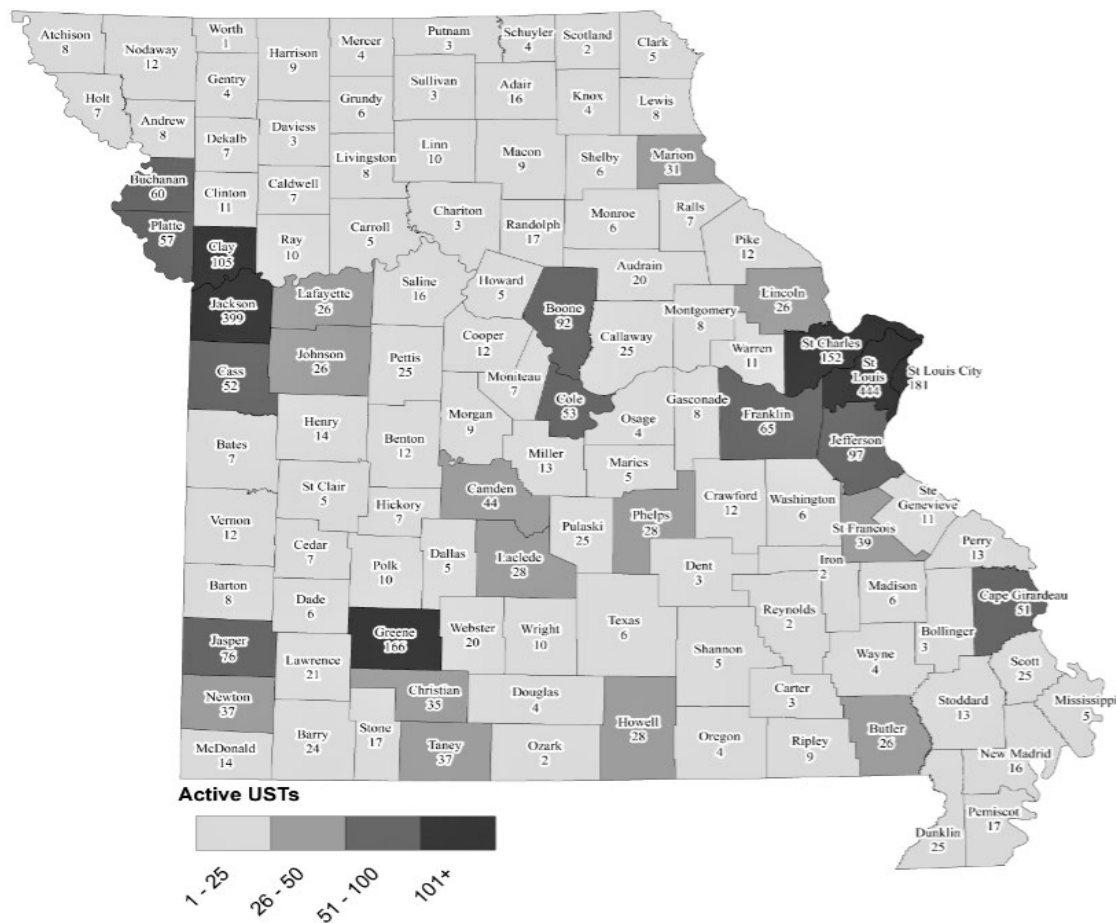 Atchison
8
Nodaway
12
Worth
1
Harrison
9
Mercer
4
Putnam
3
Schuyler
4
Scotland
2
Clark
5
Holt
7
Andrew
8
Gentry
4
Grundy
6
Sullivan
3
Adair
16
Knox
4
Lewis
8
Dekalb
7
Daviess
3
Livingston
8
Linn
10
Macon
9
Shelby
6
Marion
31
Buchanan
60
Clinton
11
Caldwell
7
Platte
57
Clay
105
Ray
10
Carroll
5
Chariton
3
Randolph
17
Monroe
6
Ralls
7
Pike
12
Audrain
20
Jackson
399
Lafayette
26
Saline
16
Howard
5
Boone
92
Callaway
25
Montgomery
8
Lincoln
26
Warren
11
St Charles
152
St
Louis
444
St Louis City
181
Cass
52
Johnson
26
Pettis
25
Cooper
12
Moniteau
7
Cole
53
Osage
4
Gasconade
8
Franklin
65
Jefferson
97
Bates
7
Henry
14
Benton
12
Morgan
9
Miller
13
Maries
5
St Clair
5
Hickory
7
Camden
44
Pulaski
25
Phelps
28
Crawford
12
Washington
6
Ste
Genevieve
11
St Francois
39
Perry
13
Vernon
12
Cedar
7
Polk
10
Dallas
5
Laclede
28
Dent
3
Iron
2
Madison
6
Cape Girardeau
51
Barton
8
Dade
6
Greene
166
Webster
20
Wright
10
Texas
6
Shannon
5
Reynolds
2
Wayne
4
Bollinger
3
Scott
25
Jasper
76
Lawrence
21
Christian
35
Douglas
4
Howell
28
Carter
3
Butler
26
Stoddard
13
Mississippi
5
Newton
37
McDonald
14
Barry
24
Stone
17
Taney
37
Ozark
2
Oregon
4
Ripley
9
New Madrid
16
Dunklin
25
Pemiscot
17
Active USTs
1 - 25
26 - 50
51 - 100
101+